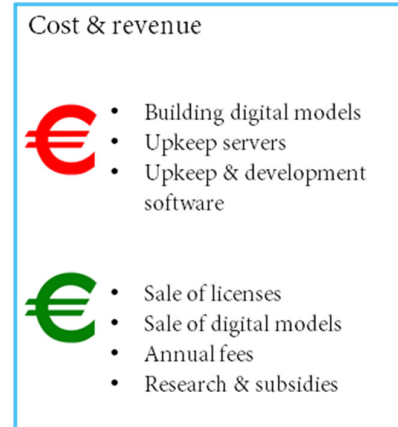 Cost & revenue
€
• Building digital models
• Upkeep servers
• Upkeep & development
software
€
• Sale of licenses
• Sale of digital models
• Annual fees
• Research & subsidies